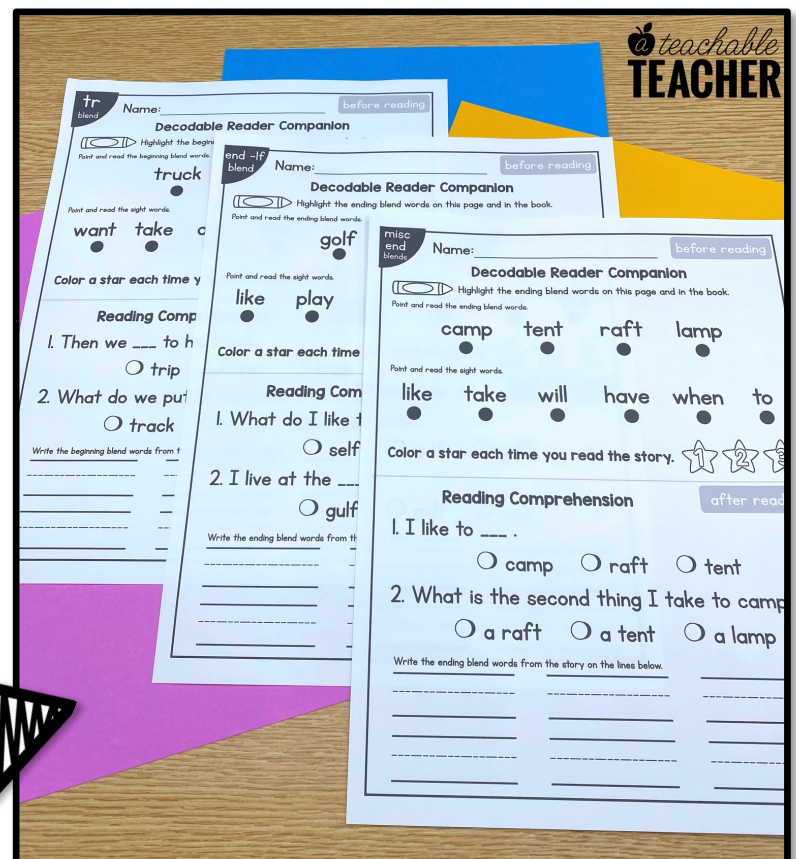 a teachable
TEACHER
tr
blend
Name:
before reading
Decodable Reader Companion
Highlight the
Point and read the beginning blend words.
truck
Point and read the sight words.
want take
Color a star each time
Reading
1. Then we ___ to
trip
2. What do we put
track
Write the beginning blend words from
end -lf
blend
Name:
before reading
Decodable Reader Companion
Highlight the ending blend words on this page and in the book.
Point and read the ending blend words.
golf
Point and read the sight words.
like play
Color a star each time
Reading
1. What do I like
self
2. I live at the
gulf
Write the ending blend words from
misc
end
blends
Name:
before reading
Decodable Reader Companion
Highlight the ending blend words on this page and in the book.
Point and read the ending blend words.
camp tent raft lamp
Point and read the sight words.
like take will have when to
Color a star each time you read the story. 1 2 3
Reading Comprehension
after read
1. I like to ___ .
camp raft tent
2. What is the second thing I take to camp
a raft a tent a lamp
Write the ending blend words from the story on the lines below.